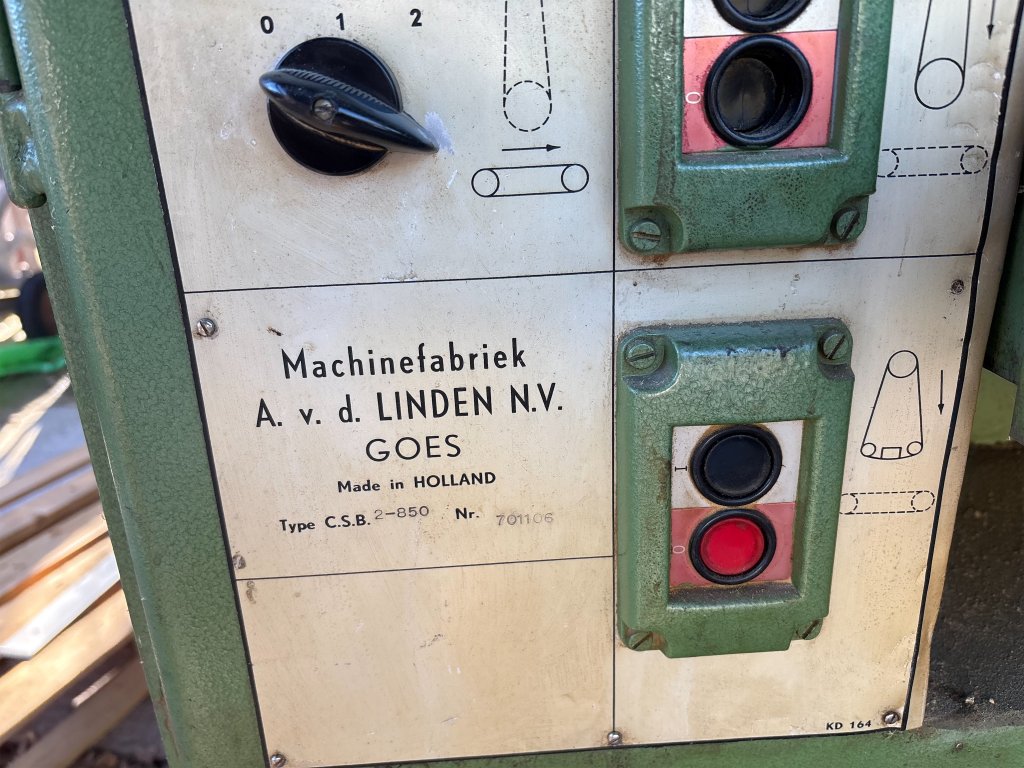 0 1 2
O
Machinefabriek
A. v. d. LINDEN N.V.
GOES
Made in HOLLAND
Type C.S.B. 2-850 Nr. 701106
I
O
KD 164